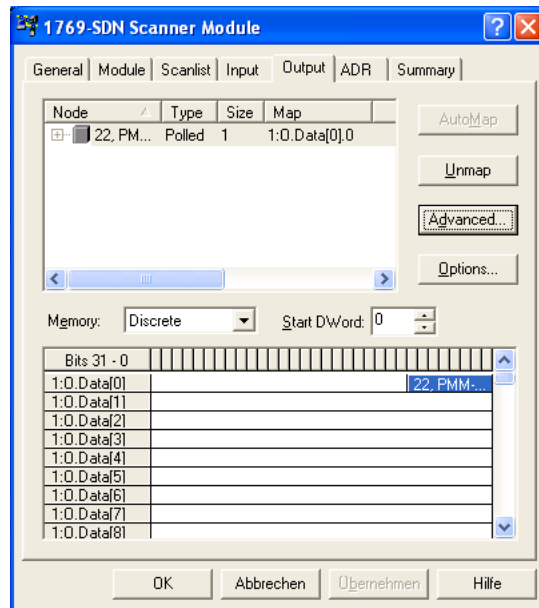 1769-SDN Scanner Module
General Module Scanlist Input Output ADR Summary
Node Type Size Map
22, PM... Polled 1 1:O.Data[0].0
AutoMap
Unmap
Advanced...
Options...
Memory: Discrete Start DWord: 0
Bits 31 - 0
1:O.Data[0] 22, PMM-...
1:O.Data[1]
1:O.Data[2]
1:O.Data[3]
1:O.Data[4]
1:O.Data[5]
1:O.Data[6]
1:O.Data[7]
1:O.Data[8]
OK Abbrechen Übernehmen Hilfe